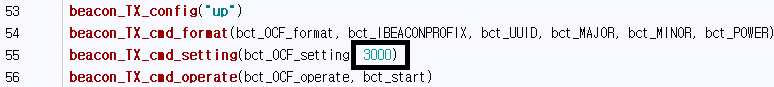 53 beacon_TX_config("up")
54 beacon_TX_cmd_format(bct_OCF_format, bct_IBEACONPROFIX, bct_UUID, bct_MAJOR, bct_MINOR, bct_POWER)
55 beacon_TX_cmd_setting(bct_OCF_setting 3000)
56 beacon_TX_cmd_operate(bct_OCF_operate, bct_start)